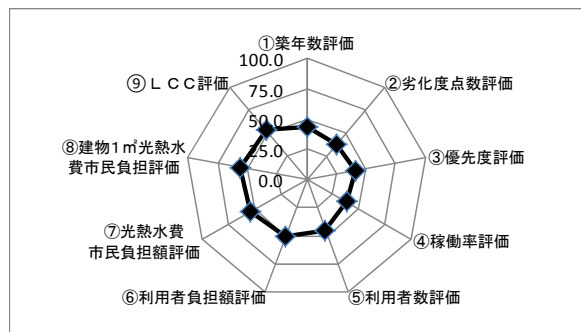 ①築年数評価
100.0
75.0
50.0
25.0
0.0
②劣化度点数評価
③優先度評価
④稼働率評価
⑤利用者数評価
⑥利用者負担額評価
⑦光熱水費
市民負担額評価
⑧建物1㎡光熱水
費市民負担評価
⑨ＬＣＣ評価